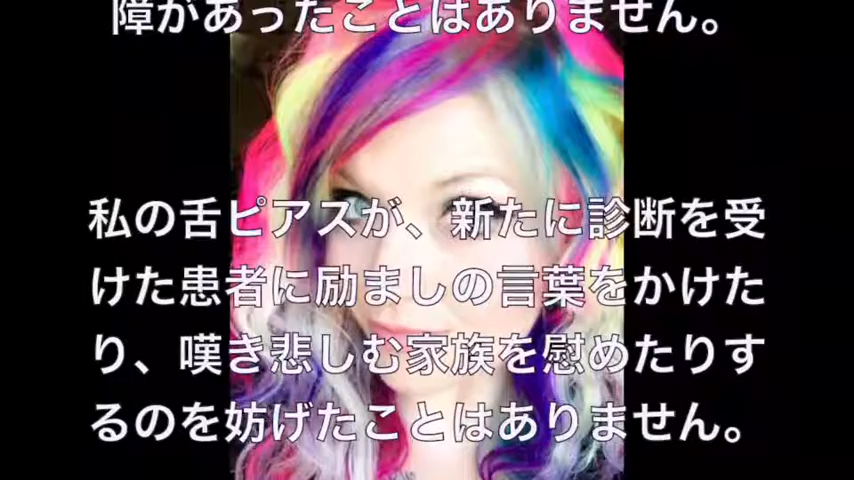 障があったことはありません。
私の舌ピアスが、新たに診断を受
けた患者に励ましの言葉をかけた
り、嘆き悲しむ家族を慰めたりす
るのを妨げたことはありません。